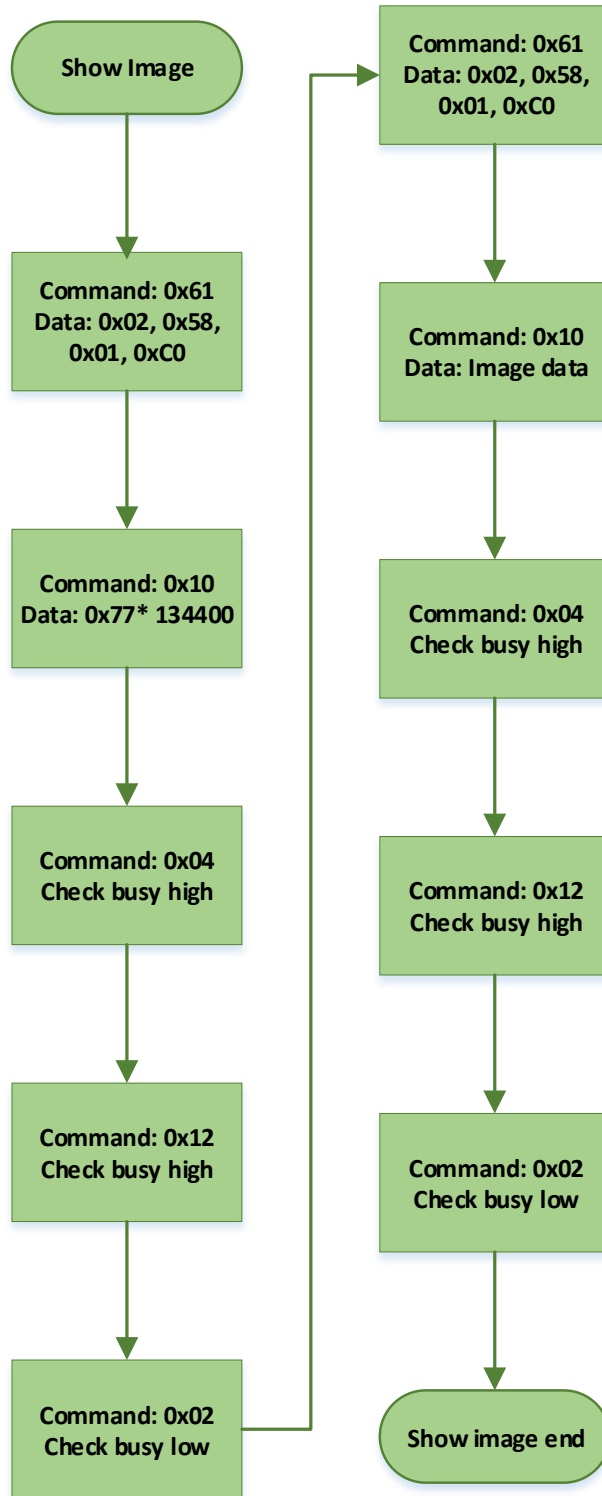 Show Image
Command: 0x61
Data: 0x02, 0x58,
0x01, 0xC0
Command: 0x10
Data: 0x77* 134400
Command: 0x04
Check busy high
Command: 0x12
Check busy high
Command: 0x02
Check busy low
Command: 0x61
Data: 0x02, 0x58,
0x01, 0xC0
Command: 0x10
Data: Image data
Command: 0x04
Check busy high
Command: 0x12
Check busy high
Command: 0x02
Check busy low
Show image end